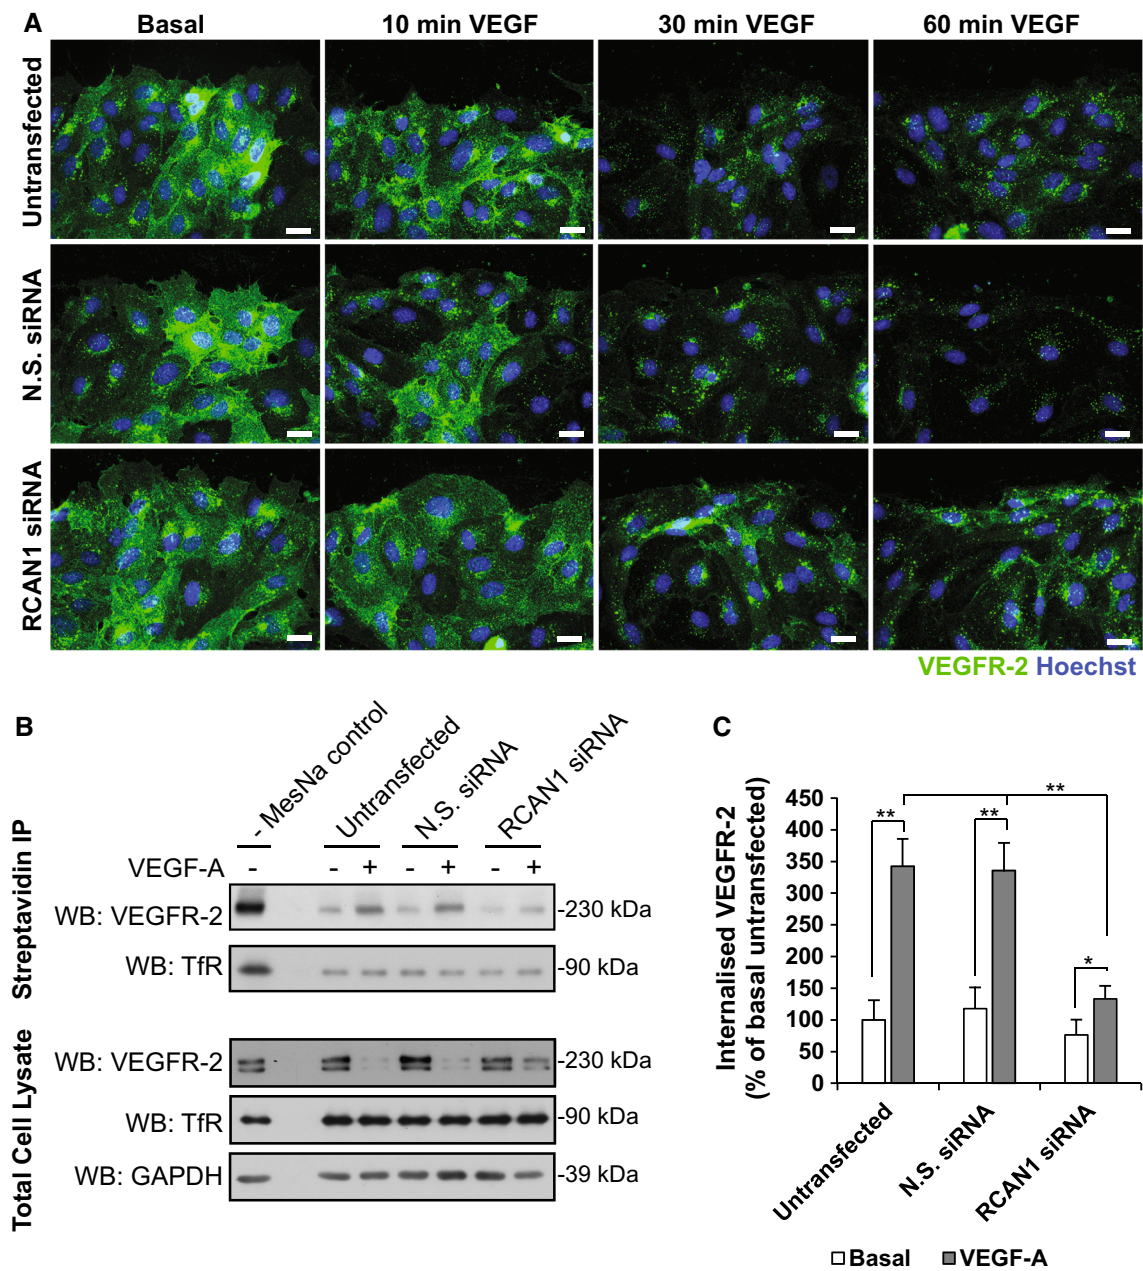 A
Basal
10 min VEGF
30 min VEGF
60 min VEGF
Untransfected
N.S. siRNA
RCAN1 siRNA
VEGFR-2 Hoechst
B
- MesNa control
Untransfected
N.S. siRNA
RCAN1 siRNA
VEGF-A
- - + - + - +
Streptavidin IP
WB: VEGFR-2
-230 kDa
WB: TfR
-90 kDa
Total Cell Lysate
WB: VEGFR-2
-230 kDa
WB: TfR
-90 kDa
WB: GAPDH
-39 kDa
C
Internalised VEGFR-2
(% of basal untransfected)
450
400
350
300
250
200
150
100
50
0
**
**
**
*
Untransfected
N.S. siRNA
RCAN1 siRNA
Basal
VEGF-A